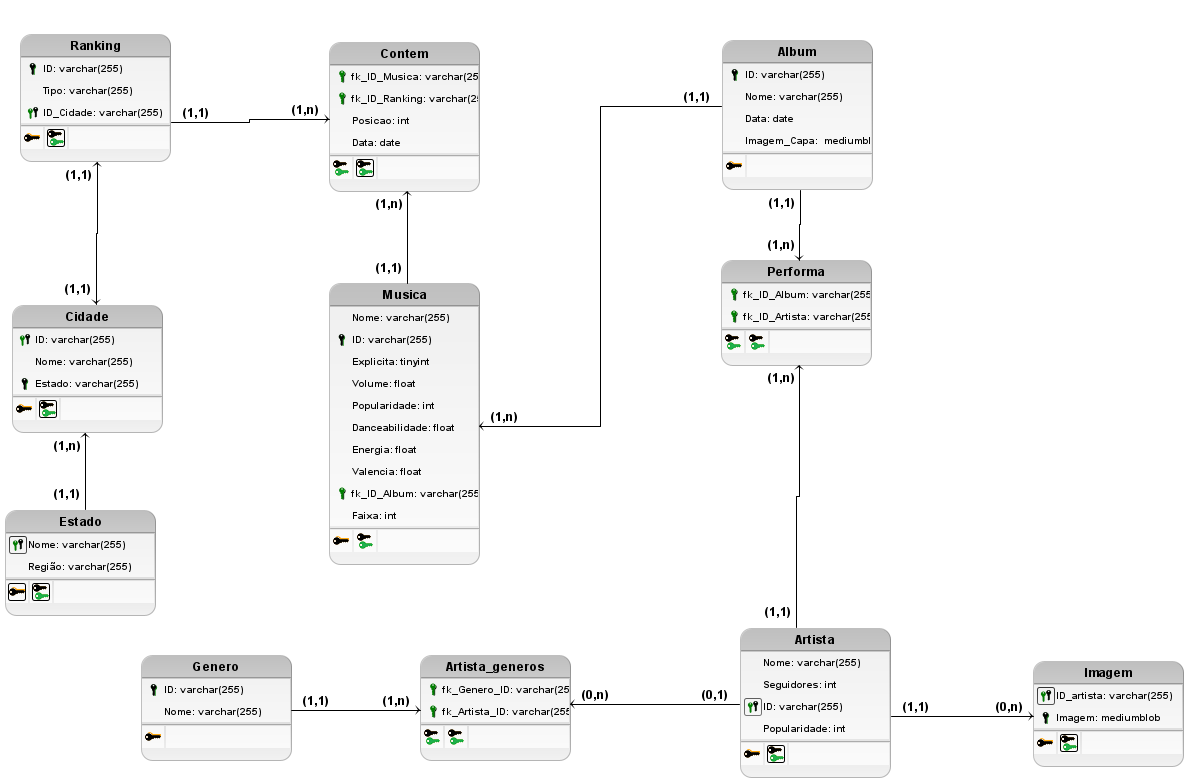 Ranking
ID: varchar(255)
Tipo: varchar(255)
ID_Cidade: varchar(255)
(1,1)
(1,n)
Contem
fk_ID_Musica: varchar(25
fk_ID_Ranking: varchar(2
Posicao: int
Data: date
(1,1)
Album
ID: varchar(255)
Nome: varchar(255)
Data: date
Imagem_Capa: mediumbl
(1,1)
(1,n)
(1,1)
(1,n)
Performa
fk_ID_Album: varchar(255
fk_ID_Artista: varchar(255
(1,n)
(1,1)
(1,1)
Cidade
ID: varchar(255)
Nome: varchar(255)
Estado: varchar(255)
(1,n)
(1,1)
Musica
Nome: varchar(255)
ID: varchar(255)
Explicita: tinyint
Volume: float
Popularidade: int
Danceabilidade: float
Energia: float
Valencia: float
fk_ID_Album: varchar(255
Faixa: int
(1,n)
Estado
Nome: varchar(255)
Região: varchar(255)
Genero
ID: varchar(255)
Nome: varchar(255)
(1,1)
(1,n)
Artista_generos
fk_Genero_ID: varchar(25
fk_Artista_ID: varchar(255
(0,n)
(0,1)
(1,1)
Artista
Nome: varchar(255)
Seguidores: int
ID: varchar(255)
Popularidade: int
(1,1)
(0,n)
Imagem
ID_artista: varchar(255)
Imagem: mediumblob